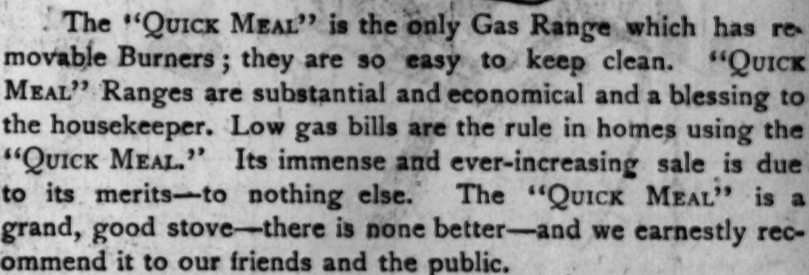 The "QUICK MEAL" is the only Gas Range which has re-
movable Burners; they are so easy to keep clean. "QUICK
MEAL" Ranges are substantial and economical and a blessing to
the housekeeper. Low gas bills are the rule in homes using the
"QUICK MEAL." Its immense and ever-increasing sale is due
to its merits—to nothing else. The "QUICK MEAL" is a
grand, good stove—there is none better—and we earnestly rec-
ommend it to our friends and the public.